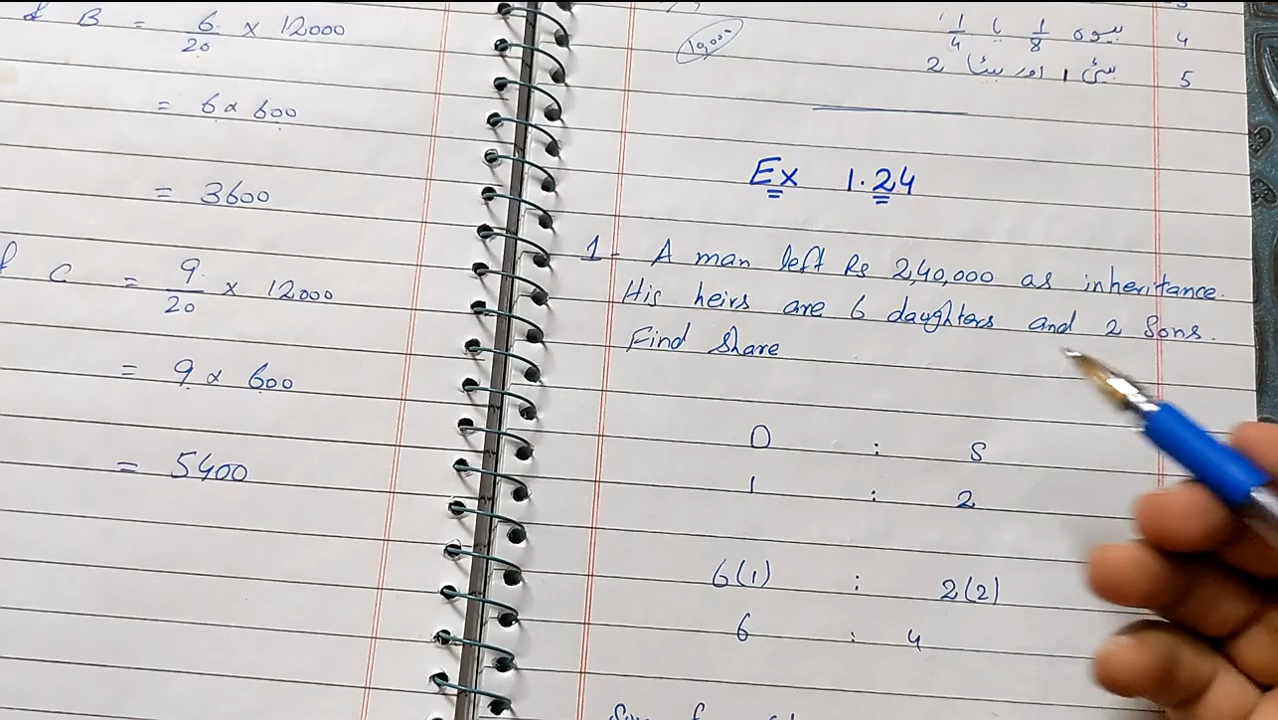 B = 6/20 × 12000
= 6 × 600
= 3600
C = 9/20 × 12000
= 9 × 600
= 5400
10,000
بیوہ 1/8 یا 1/4 4
بیٹی 1 اور بیٹا 2 5
Ex 1.24
1- A man left Rs 2,40,000 as inheritance.
His heirs are 6 daughters and 2 Sons.
Find Share
D : S
1 : 2
6(1) : 2(2)
6 : 4